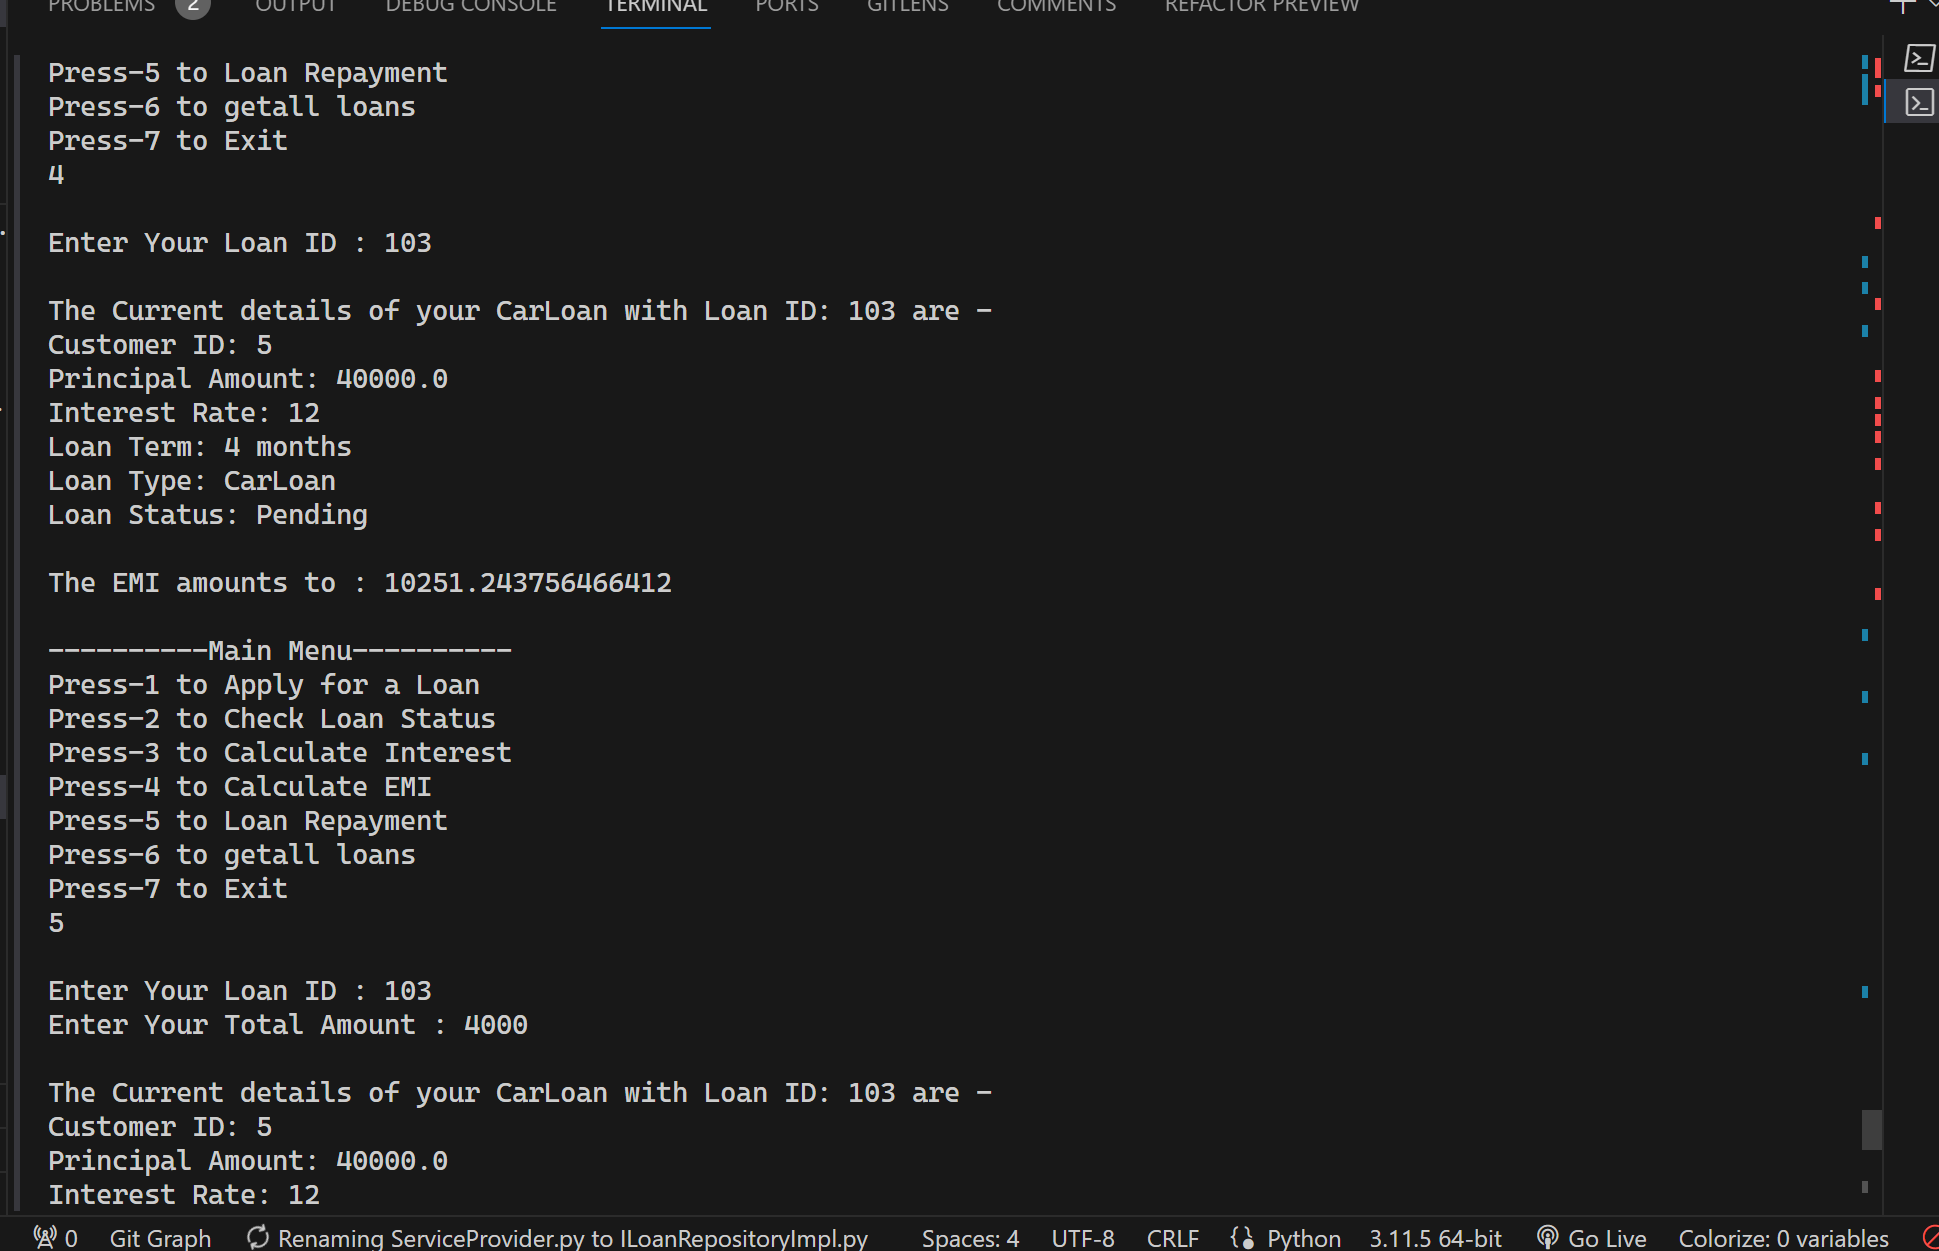 PROBLEMS 2 OUTPUT DEBUG CONSOLE TERMINAL PORTS GITLENS COMMENTS REFACTOR PREVIEW
Press-5 to Loan Repayment
Press-6 to getall loans
Press-7 to Exit
4
Enter Your Loan ID : 103
The Current details of your CarLoan with Loan ID: 103 are -
Customer ID: 5
Principal Amount: 40000.0
Interest Rate: 12
Loan Term: 4 months
Loan Type: CarLoan
Loan Status: Pending
The EMI amounts to : 10251.243756466412
----------Main Menu----------
Press-1 to Apply for a Loan
Press-2 to Check Loan Status
Press-3 to Calculate Interest
Press-4 to Calculate EMI
Press-5 to Loan Repayment
Press-6 to getall loans
Press-7 to Exit
5
Enter Your Loan ID : 103
Enter Your Total Amount : 4000
The Current details of your CarLoan with Loan ID: 103 are -
Customer ID: 5
Principal Amount: 40000.0
Interest Rate: 12
0 Git Graph Renaming ServiceProvider.py to ILoanRepositoryImpl.py Spaces: 4 UTF-8 CRLF Python 3.11.5 64-bit Go Live Colorize: 0 variables